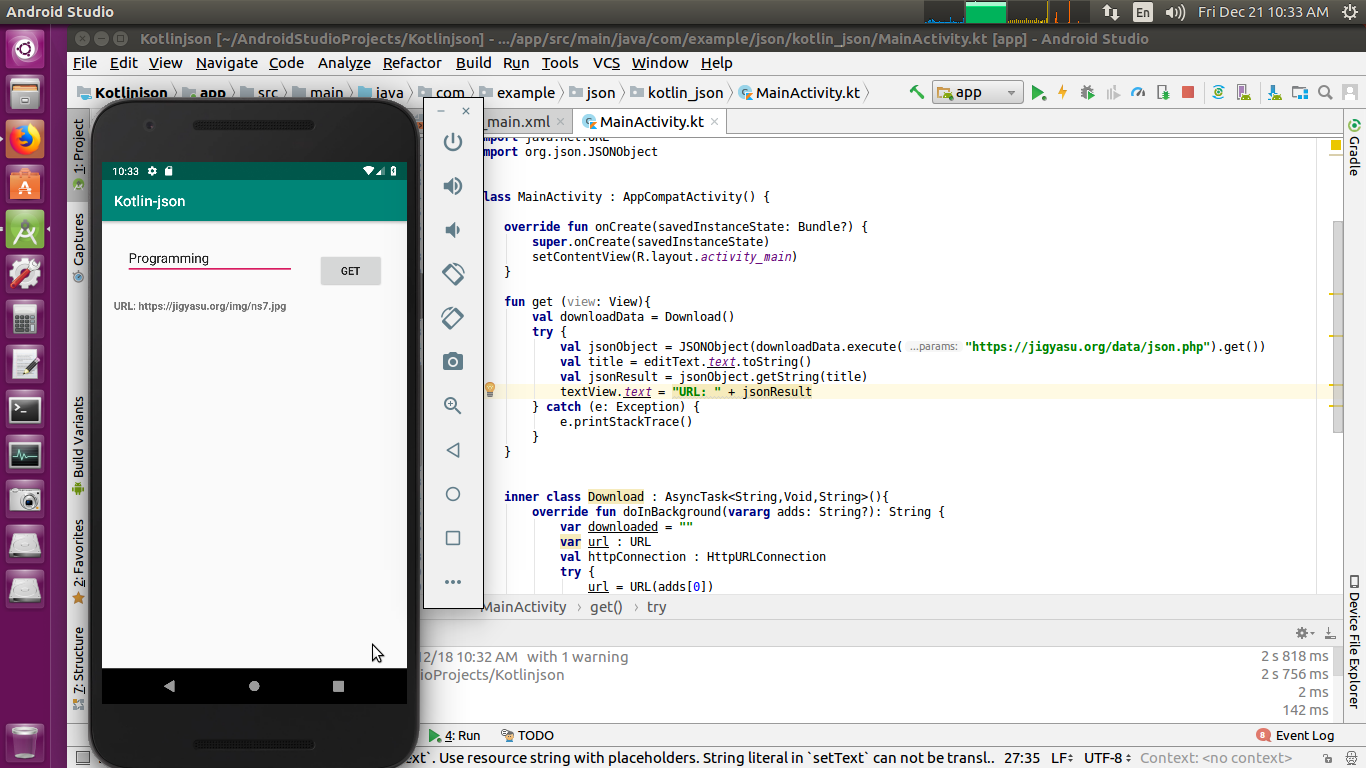 Android Studio
En
Fri Dec 21 10:33 AM
Kotlinjson [~/AndroidStudioProjects/Kotlinjson] - .../app/src/main/java/com/example/json/kotlin_json/MainActivity.kt [app] - Android Studio
File Edit View Navigate Code Analyze Refactor Build Run Tools VCS Window Help
Kotlinjson app src main java com example json kotlin_json MainActivity.kt app
_main.xml MainActivity.kt
1: Project
Captures
Build Variants
2: Favorites
7: Structure
Gradle
Device File Explorer
10:33
Kotlin-json
Programming
GET
URL: https://jigyasu.org/img/ns7.jpg
mport java.net.URL
mport org.json.JSONObject
lass MainActivity : AppCompatActivity() {
override fun onCreate(savedInstanceState: Bundle?) {
super.onCreate(savedInstanceState)
setContentView(R.layout.activity_main)
}
fun get (view: View){
val downloadData = Download()
try {
val jsonObject = JSONObject(downloadData.execute( ...params: "https://jigyasu.org/data/json.php").get())
val title = editText.text.toString()
val jsonResult = jsonObject.getString(title)
textView.text = "URL: " + jsonResult
} catch (e: Exception) {
e.printStackTrace()
}
}
inner class Download : AsyncTask<String,Void,String>(){
override fun doInBackground(vararg adds: String?): String {
var downloaded = ""
var url : URL
val httpConnection : HttpURLConnection
try {
url = URL(adds[0])
MainActivity › get() › try
12/18 10:32 AM with 1 warning
2 s 818 ms
ioProjects/Kotlinjson
2 s 756 ms
2 ms
142 ms
4: Run TODO
8 Event Log
ext`. Use resource string with placeholders. String literal in `setText` can not be transl.. 27:35 LF UTF-8 Context: <no context>